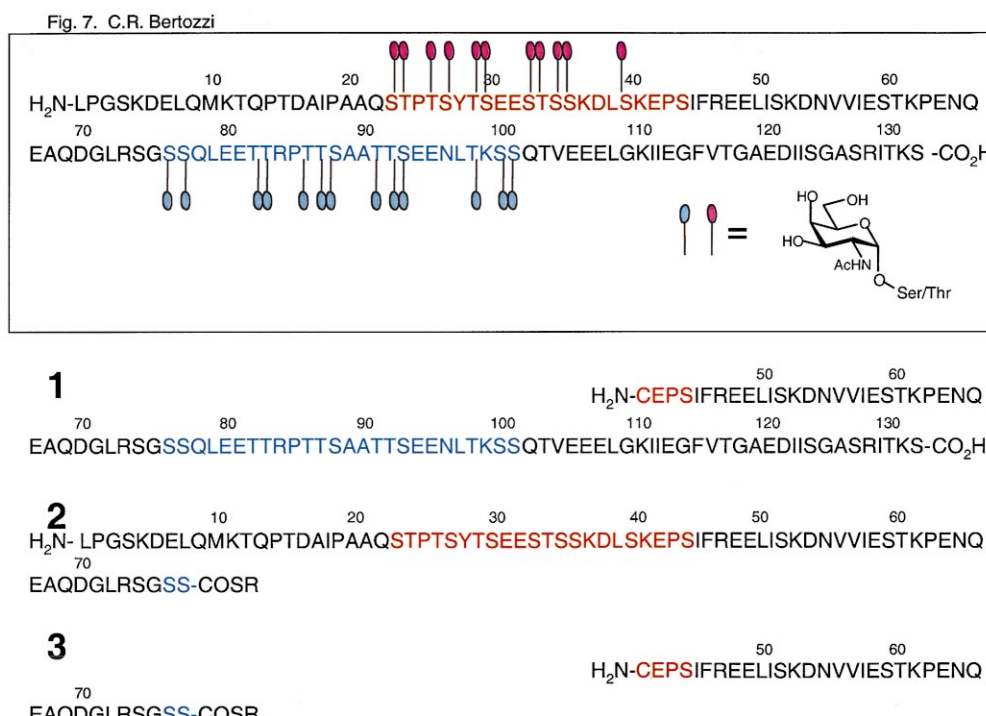 Fig. 7. C.R. Bertozzi
10 20 30 40 50 60
H2N-LPGSKDELQMKTQPTDAIPAAQSTPTSYTSEESTSSKDLSKEPSIFREELISKDNVVIESTKPENQ
70 80 90 100 110 120 130
EAQDGLRSGSSQLEETTRPTTSAATTSEENLTKSSQTVEEELGKIIEGFVTGAEDIISGASRITKS -CO2H
=
HO OH
O
HO
AcHN
O
Ser/Thr
1
50 60
H2N-CEPSIFREELISKDNVVIESTKPENQ
70 80 90 100 110 120 130
EAQDGLRSGSSQLEETTRPTTSAATTSEENLTKSSQTVEEELGKIIEGFVTGAEDIISGASRITKS-CO2H
2
10 20 30 40 50 60
H2N- LPGSKDELQMKTQPTDAIPAAQSTPTSYTSEESTSSKDLSKEPSIFREELISKDNVVIESTKPENQ
70
EAQDGLRSGSS-COSR
3
50 60
H2N-CEPSIFREELISKDNVVIESTKPENQ
70
EAQDGLRSGSS-COSR